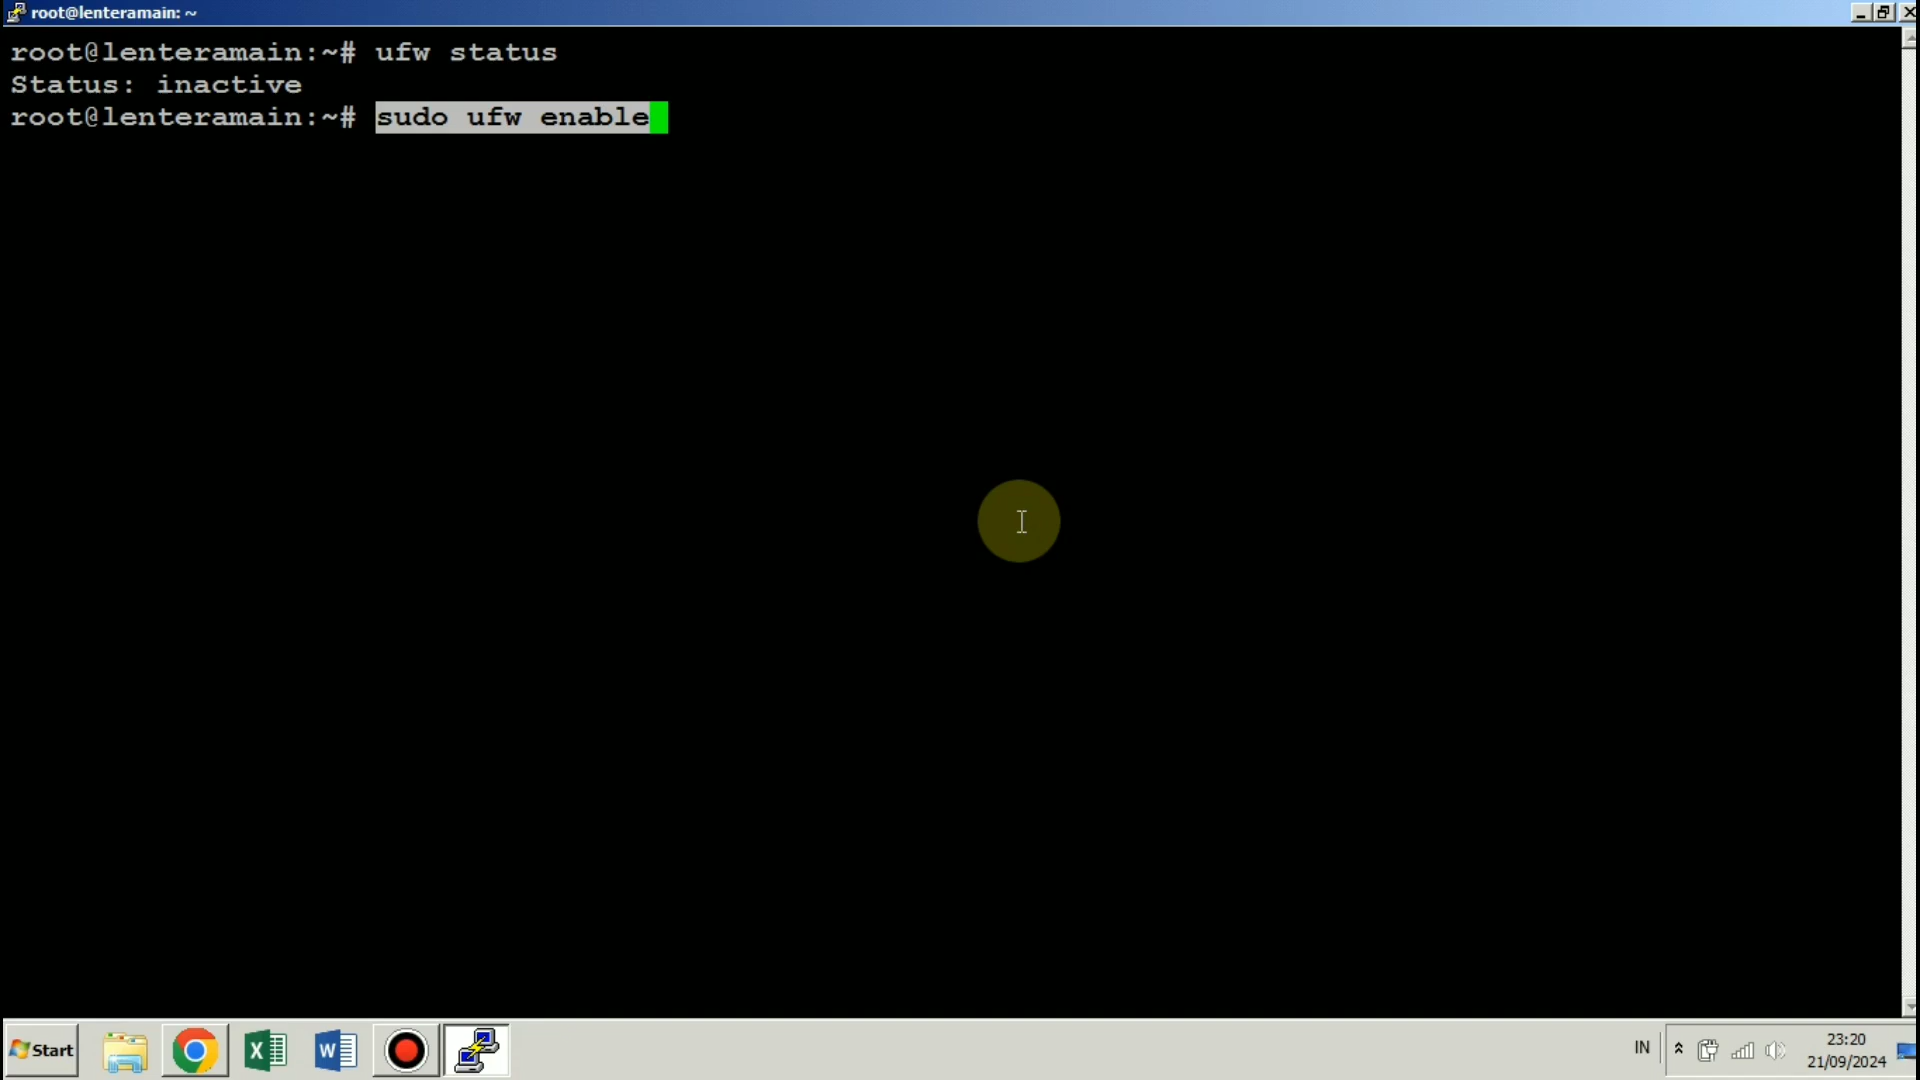 root@lenteramain: ~
root@lenteramain:~# ufw status
Status: inactive
root@lenteramain:~# sudo ufw enable
Start
IN
23:20
21/09/2024